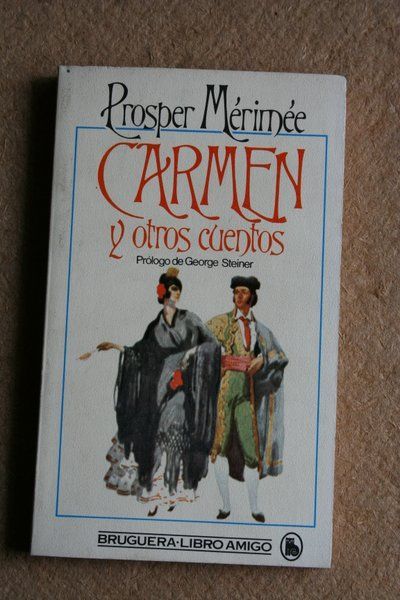 Prosper Mérimée
CARMEN
y otros cuentos
Prólogo de George Steiner
BRUGUERA·LIBRO AMIGO